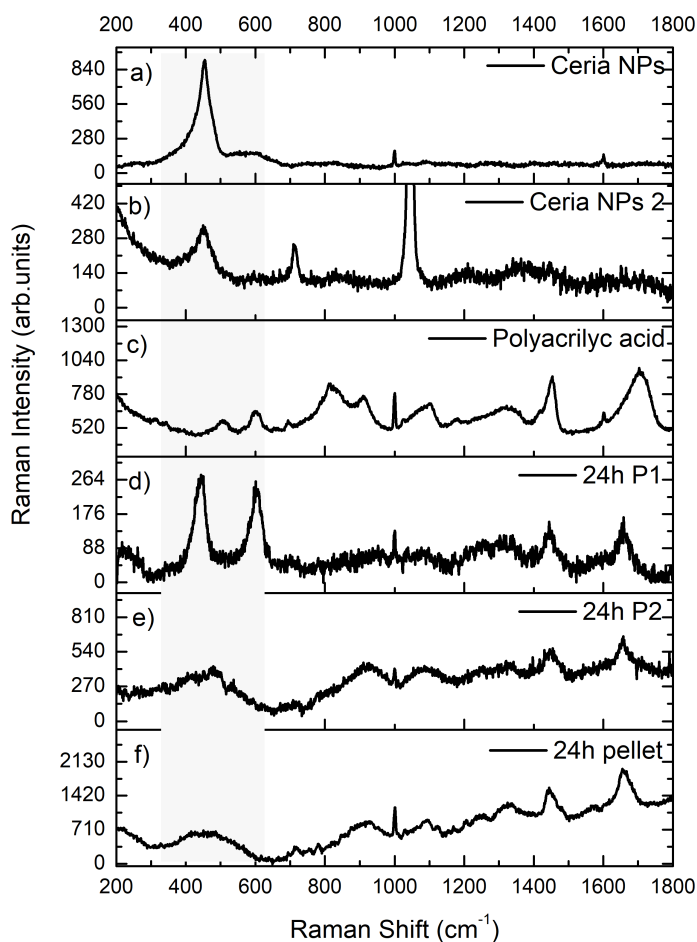 200 400 600 800 1000 1200 1400 1600 1800
a) Ceria NPs
840
560
280
0
b) Ceria NPs 2
420
280
140
0
c) Polyacrilyc acid
1300
1040
780
520
d) 24h P1
264
176
88
0
e) 24h P2
810
540
270
0
f) 24h pellet
2130
1420
710
0
200 400 600 800 1000 1200 1400 1600 1800
Raman Intensity (arb.units)
Raman Shift (cm⁻¹)